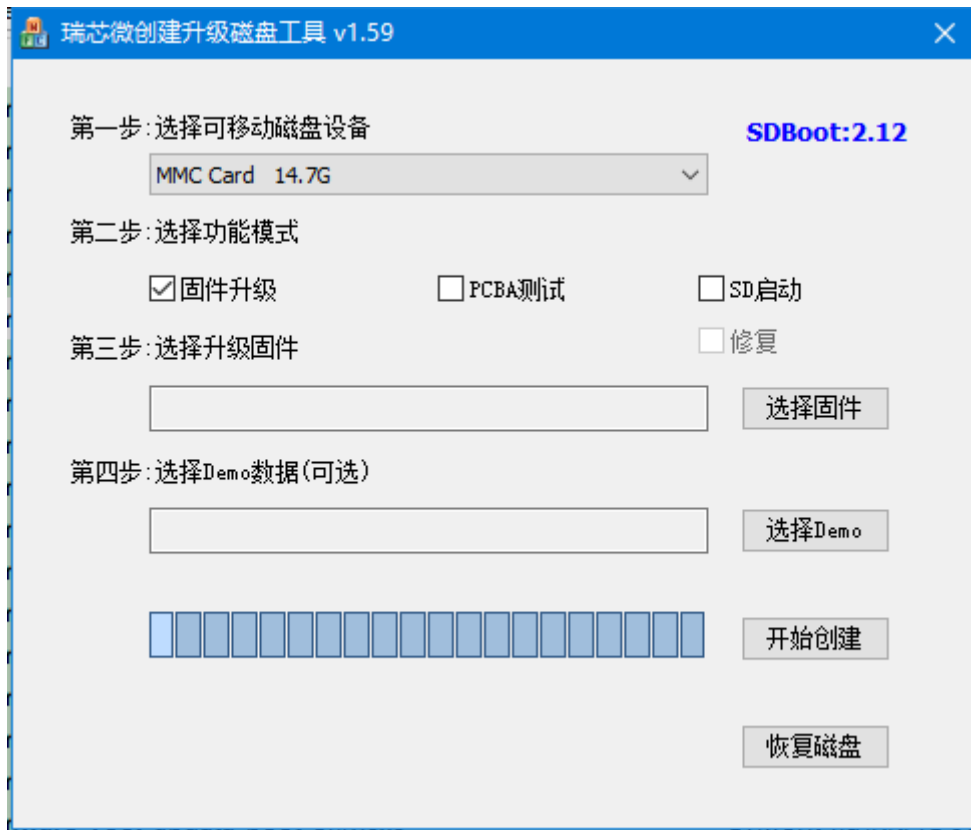 瑞芯微创建升级磁盘工具 v1.59
第一步:选择可移动磁盘设备
SDBoot:2.12
MMC Card 14.7G
第二步:选择功能模式
固件升级 PCBA测试 SD启动
修复
第三步:选择升级固件
选择固件
第四步:选择Demo数据(可选)
选择Demo
开始创建
恢复磁盘